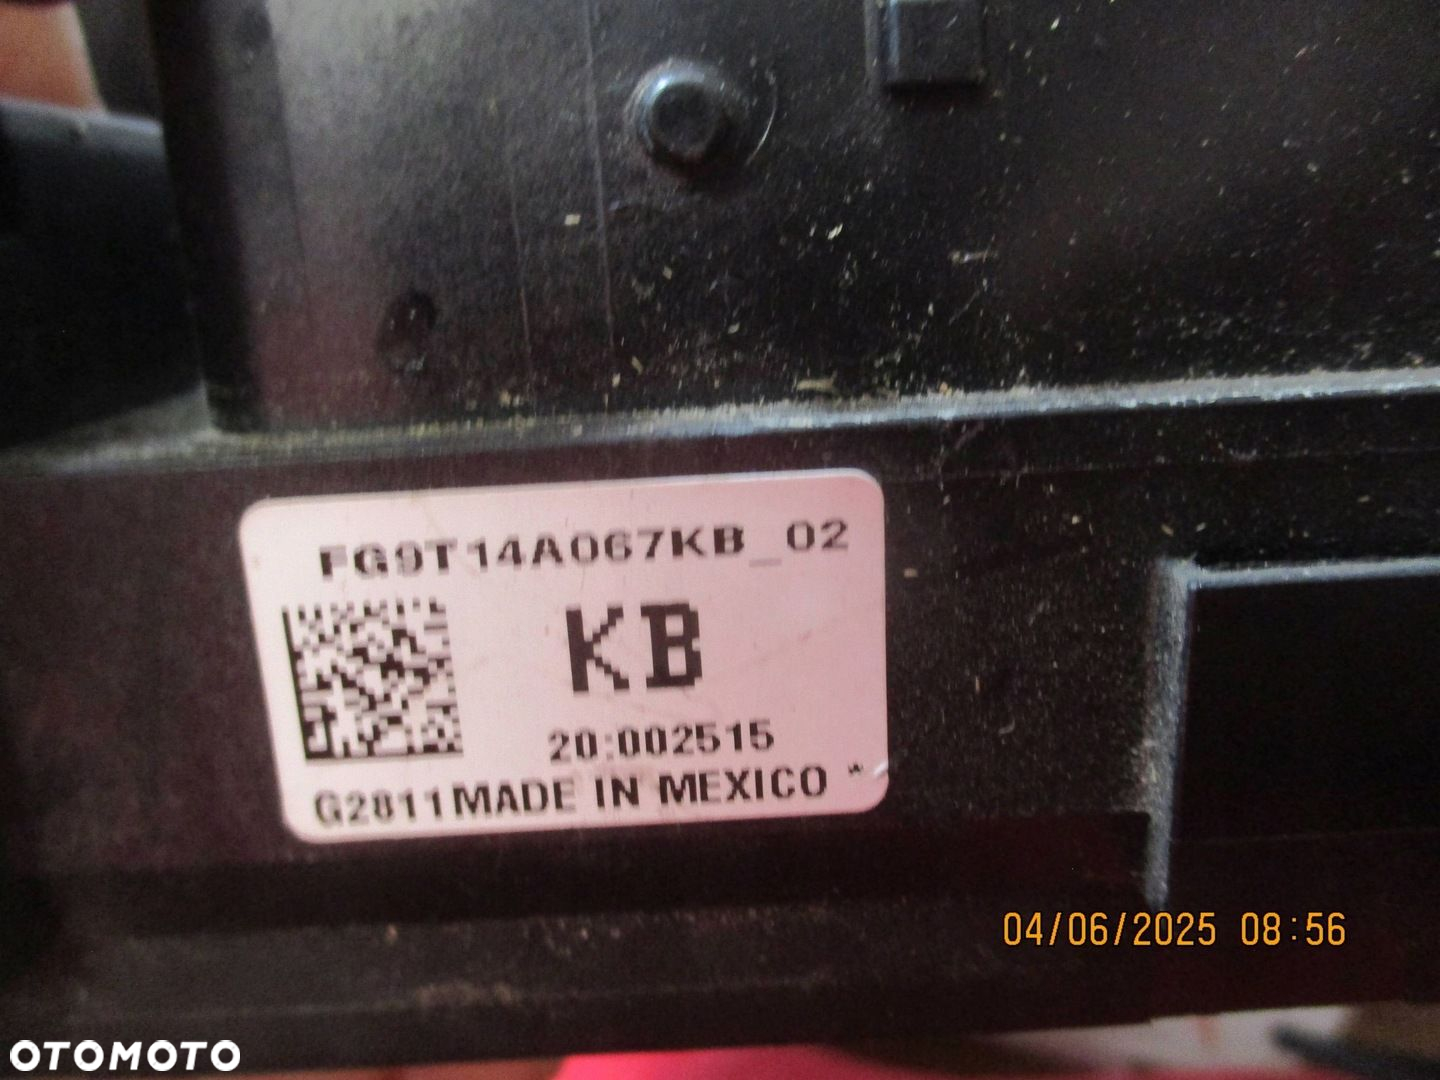 FG9T14A067KB_02
KB
20:002515
G2811MADE IN MEXICO *
04/06/2025 08:56
OTOMOTO